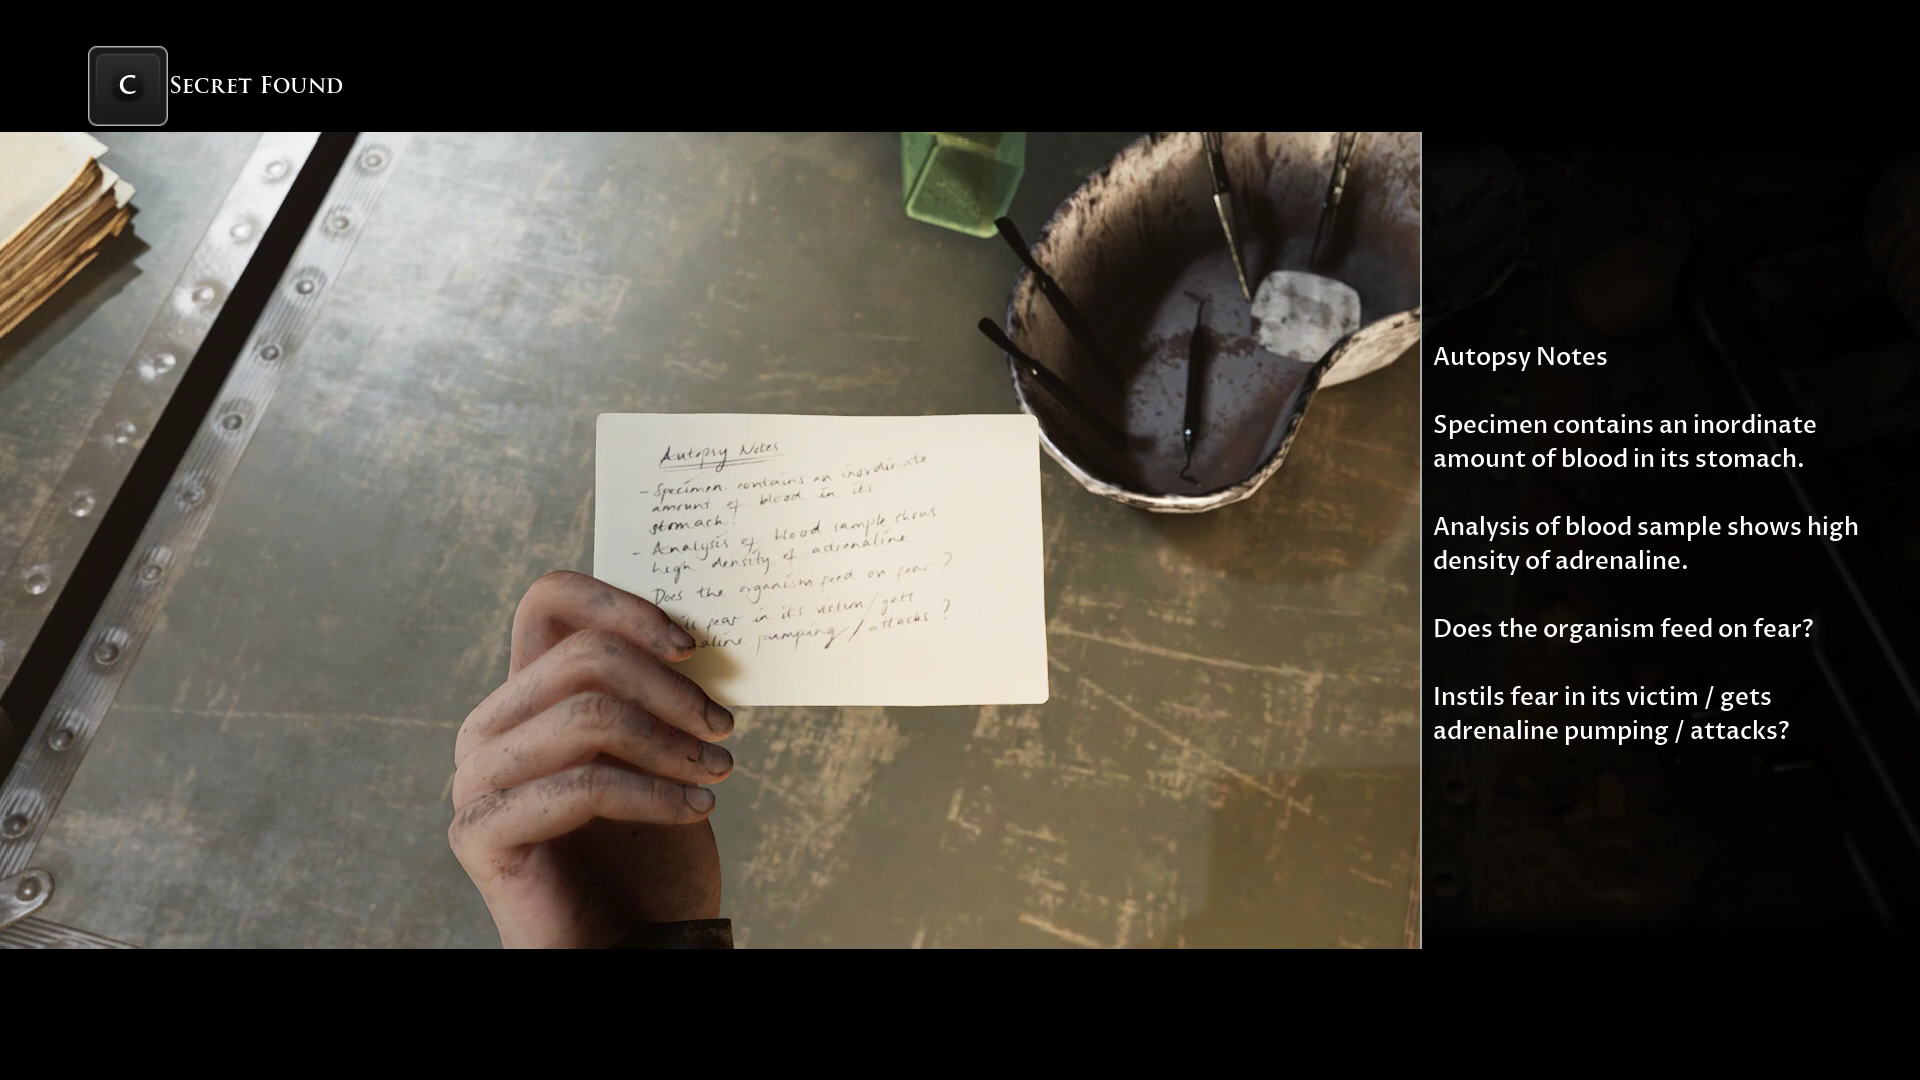 C
SECRET FOUND
Autopsy Notes
- Specimen contains an inordinate
amount of blood in its
stomach.
- Analysis of blood sample shows
high density of adrenaline
Does the organism feed on fear?
ils fear in its victim / gets
aline pumping / attacks?
Autopsy Notes
Specimen contains an inordinate
amount of blood in its stomach.
Analysis of blood sample shows high
density of adrenaline.
Does the organism feed on fear?
Instils fear in its victim / gets
adrenaline pumping / attacks?